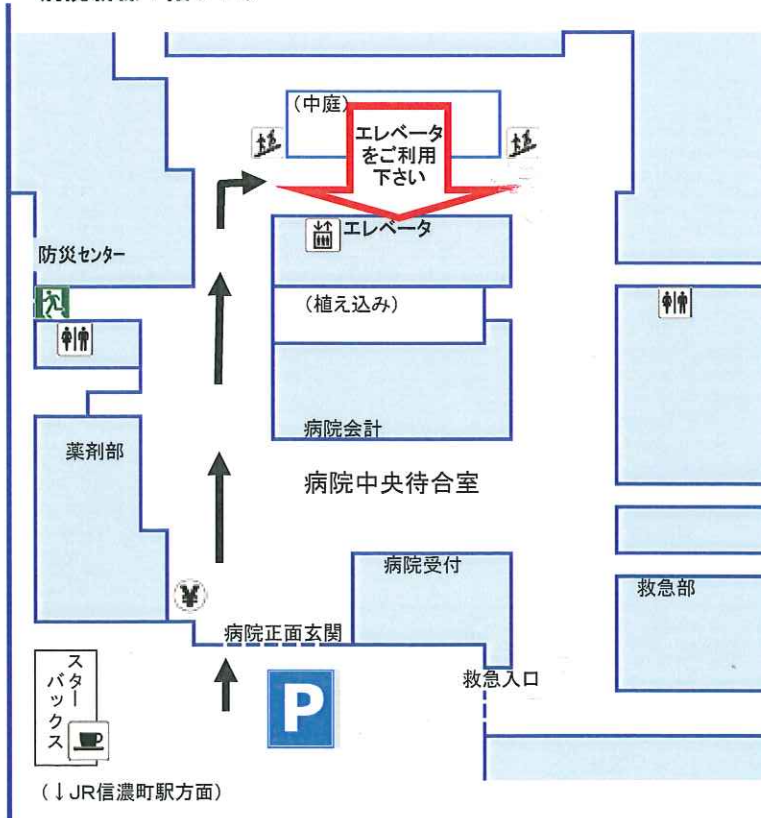 (中庭)
エレベータ
をご利用
下さい
エレベータ
防災センター
(植え込み)
病院会計
薬剤部
病院中央待合室
病院受付
救急部
¥
病院正面玄関
救急入口
スター
バックス
P
(↓JR信濃町駅方面)